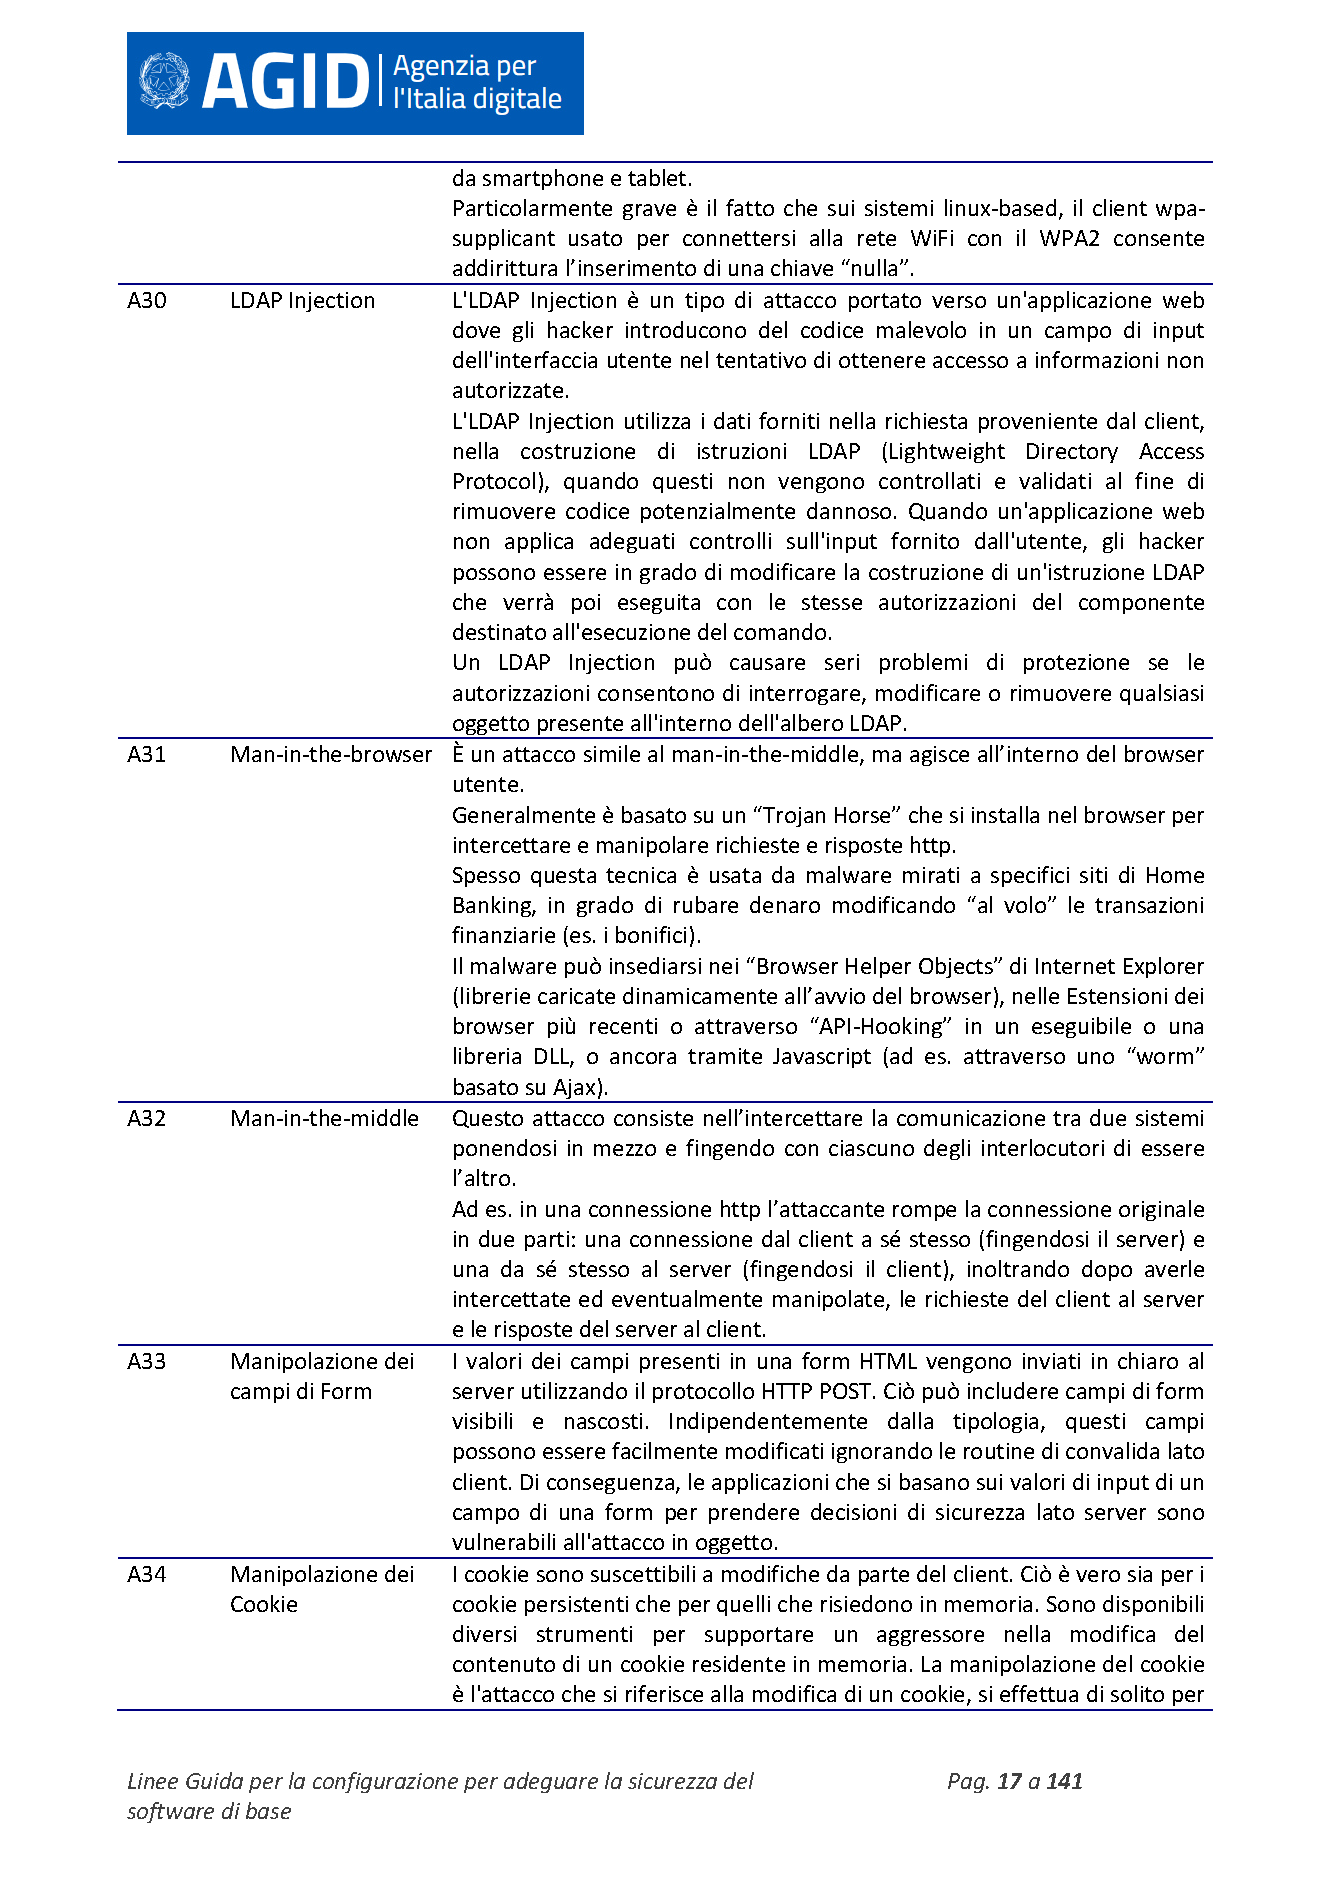 AGID
Agenzia per
l'Italia digitale
da smartphone e tablet.
Particolarmente grave è il fatto che sui sistemi linux-based, il client wpa-
supplicant usato per connettersi alla rete WiFi con il WPA2 consente
addirittura l’inserimento di una chiave “nulla”.
A30 LDAP Injection L'LDAP Injection è un tipo di attacco portato verso un'applicazione web
dove gli hacker introducono del codice malevolo in un campo di input
dell'interfaccia utente nel tentativo di ottenere accesso a informazioni non
autorizzate.
L'LDAP Injection utilizza i dati forniti nella richiesta proveniente dal client,
nella costruzione di istruzioni LDAP (Lightweight Directory Access
Protocol), quando questi non vengono controllati e validati al fine di
rimuovere codice potenzialmente dannoso. Quando un'applicazione web
non applica adeguati controlli sull'input fornito dall'utente, gli hacker
possono essere in grado di modificare la costruzione di un'istruzione LDAP
che verrà poi eseguita con le stesse autorizzazioni del componente
destinato all'esecuzione del comando.
Un LDAP Injection può causare seri problemi di protezione se le
autorizzazioni consentono di interrogare, modificare o rimuovere qualsiasi
oggetto presente all'interno dell'albero LDAP.
A31 Man-in-the-browser È un attacco simile al man-in-the-middle, ma agisce all’interno del browser
utente.
Generalmente è basato su un “Trojan Horse” che si installa nel browser per
intercettare e manipolare richieste e risposte http.
Spesso questa tecnica è usata da malware mirati a specifici siti di Home
Banking, in grado di rubare denaro modificando “al volo” le transazioni
finanziarie (es. i bonifici).
Il malware può insediarsi nei “Browser Helper Objects” di Internet Explorer
(librerie caricate dinamicamente all’avvio del browser), nelle Estensioni dei
browser più recenti o attraverso “API-Hooking” in un eseguibile o una
libreria DLL, o ancora tramite Javascript (ad es. attraverso uno “worm”
basato su Ajax).
A32 Man-in-the-middle Questo attacco consiste nell’intercettare la comunicazione tra due sistemi
ponendosi in mezzo e fingendo con ciascuno degli interlocutori di essere
l’altro.
Ad es. in una connessione http l’attaccante rompe la connessione originale
in due parti: una connessione dal client a sé stesso (fingendosi il server) e
una da sé stesso al server (fingendosi il client), inoltrando dopo averle
intercettate ed eventualmente manipolate, le richieste del client al server
e le risposte del server al client.
A33 Manipolazione dei I valori dei campi presenti in una form HTML vengono inviati in chiaro al
campi di Form server utilizzando il protocollo HTTP POST. Ciò può includere campi di form
visibili e nascosti. Indipendentemente dalla tipologia, questi campi
possono essere facilmente modificati ignorando le routine di convalida lato
client. Di conseguenza, le applicazioni che si basano sui valori di input di un
campo di una form per prendere decisioni di sicurezza lato server sono
vulnerabili all'attacco in oggetto.
A34 Manipolazione dei I cookie sono suscettibili a modifiche da parte del client. Ciò è vero sia per i
Cookie cookie persistenti che per quelli che risiedono in memoria. Sono disponibili
diversi strumenti per supportare un aggressore nella modifica del
contenuto di un cookie residente in memoria. La manipolazione del cookie
è l'attacco che si riferisce alla modifica di un cookie, si effettua di solito per
Linee Guida per la configurazione per adeguare la sicurezza del Pag. 17 a 141
software di base